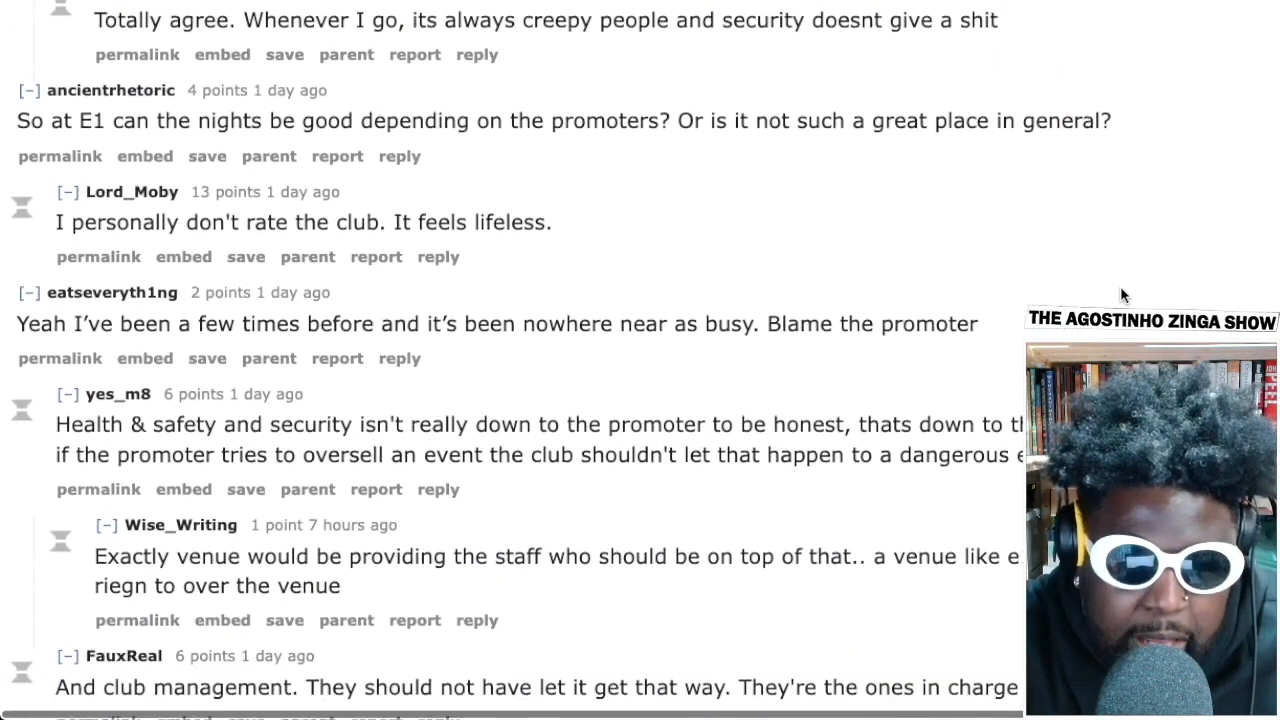 Totally agree. Whenever I go, its always creepy people and security doesnt give a shit
permalink embed save parent report reply
[–] ancientrhetoric 4 points 1 day ago
So at E1 can the nights be good depending on the promoters? Or is it not such a great place in general?
permalink embed save parent report reply
[–] Lord_Moby 13 points 1 day ago
I personally don't rate the club. It feels lifeless.
permalink embed save parent report reply
[–] eatseveryth1ng 2 points 1 day ago
Yeah I’ve been a few times before and it’s been nowhere near as busy. Blame the promoter
permalink embed save parent report reply
[–] yes_m8 6 points 1 day ago
Health & safety and security isn't really down to the promoter to be honest, thats down to
if the promoter tries to oversell an event the club shouldn't let that happen to a dangerous
permalink embed save parent report reply
[–] Wise_Writing 1 point 7 hours ago
Exactly venue would be providing the staff who should be on top of that.. a venue like
riegn to over the venue
permalink embed save parent report reply
[–] FauxReal 6 points 1 day ago
And club management. They should not have let it get that way. They're the ones in charge
permalink embed save parent report reply
THE AGOSTINHO ZINGA SHOW